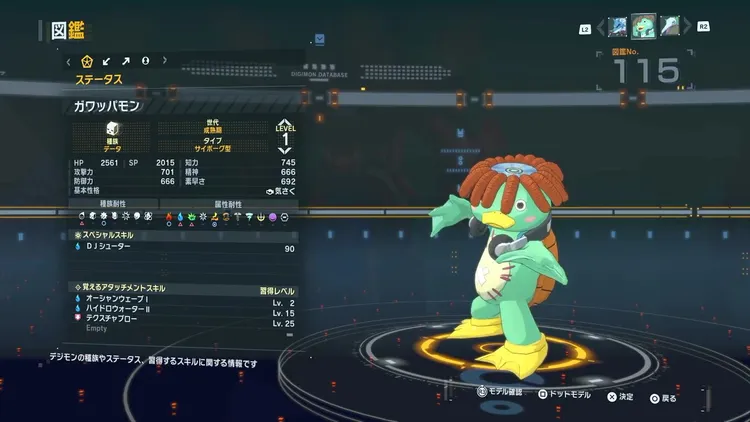 図鑑
L2
R2
図鑑No.
115
DIGIMON DATABASE
ステータス
ガワッパモン
種族
データ
世代
成熟期
タイプ
サイボーグ型
LEVEL
1
HP 2561 SP 2015 知力 745
攻撃力 701 精神 666
防御力 666 素早さ 692
基本性格 気さく
種族耐性 属性耐性
スペシャルスキル
DJシューター 90
覚えるアタッチメントスキル 習得レベル
オーシャンウェーブⅠ Lv. 2
ハイドロウォーターⅡ Lv. 15
テクスチャブロー Lv. 25
Empty
デジモンの種族やステータス、習得するスキルに関する情報です
R3 モデル確認 ドットモデル 決定 戻る